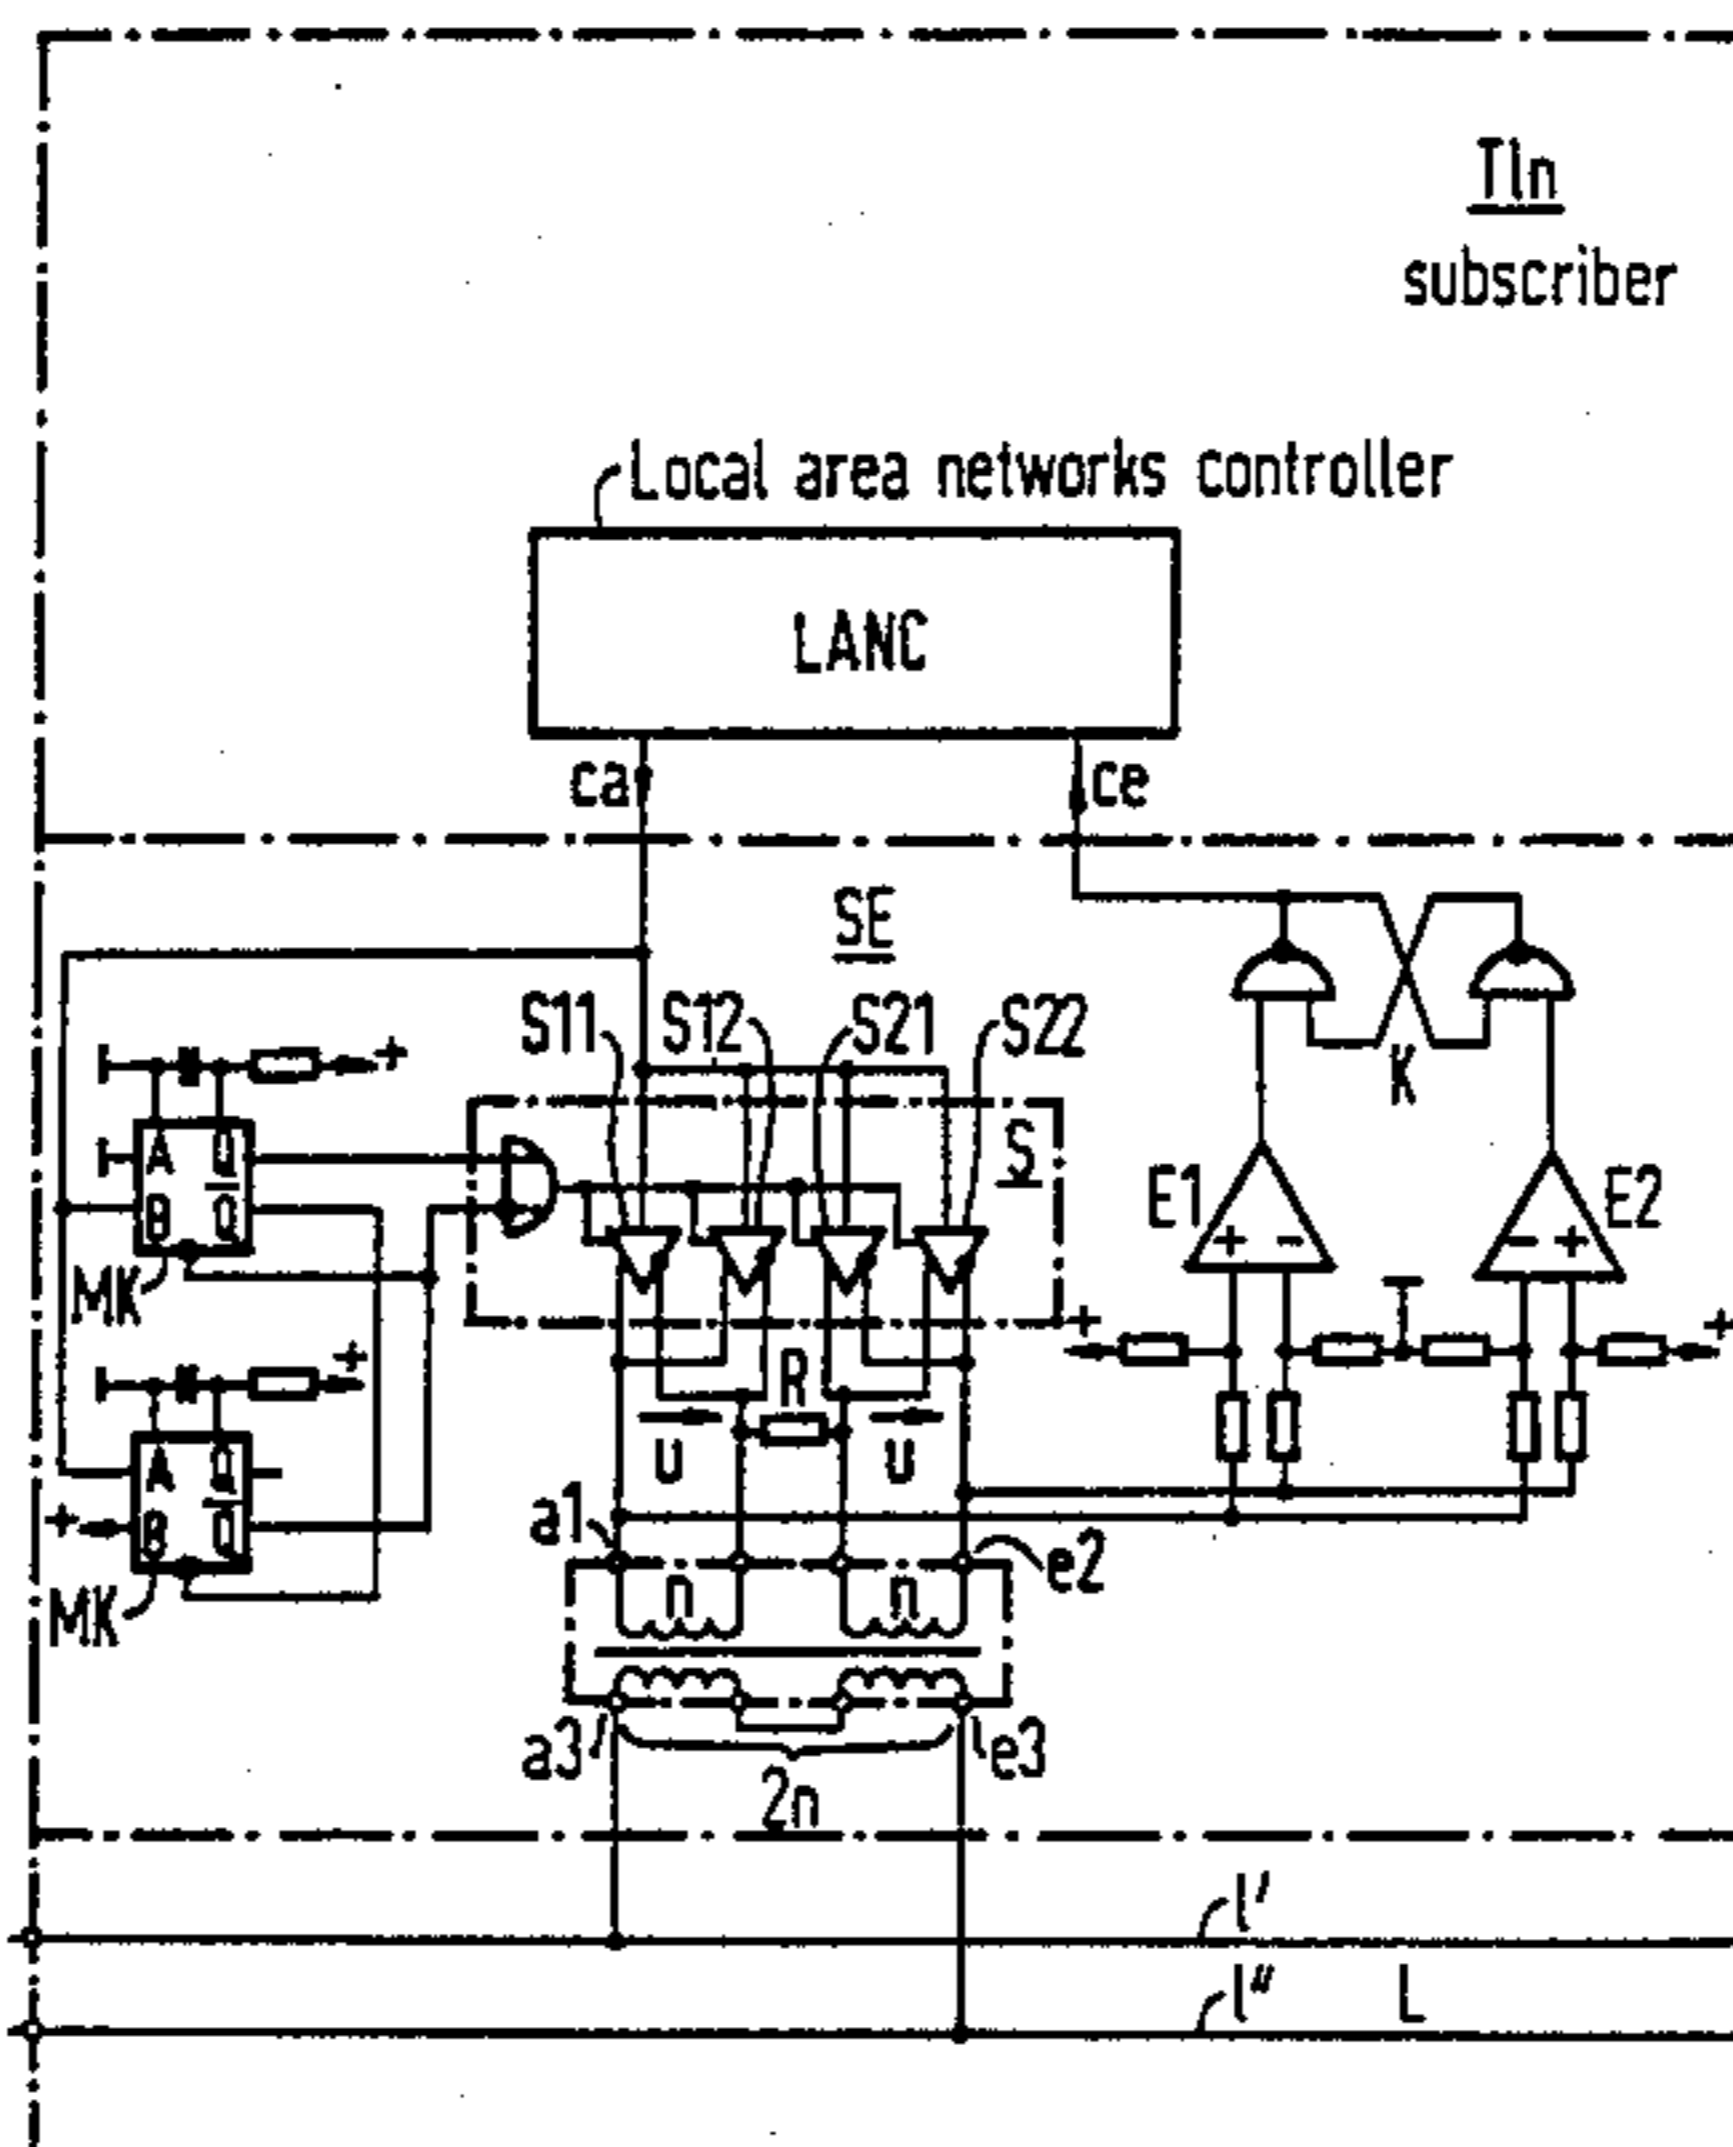 Tln
subscriber
Local area networks controller
LANC
ca
ce
SE
S11
S12
S21
S22
K
+
S
A
Q
B
Q
MK
E1
E2
+ -
- +
+
+
+
R
U
U
A
Q
B
Q
+
MK
a1
e2
n
n
a3
e3
2n
l'
l"
L